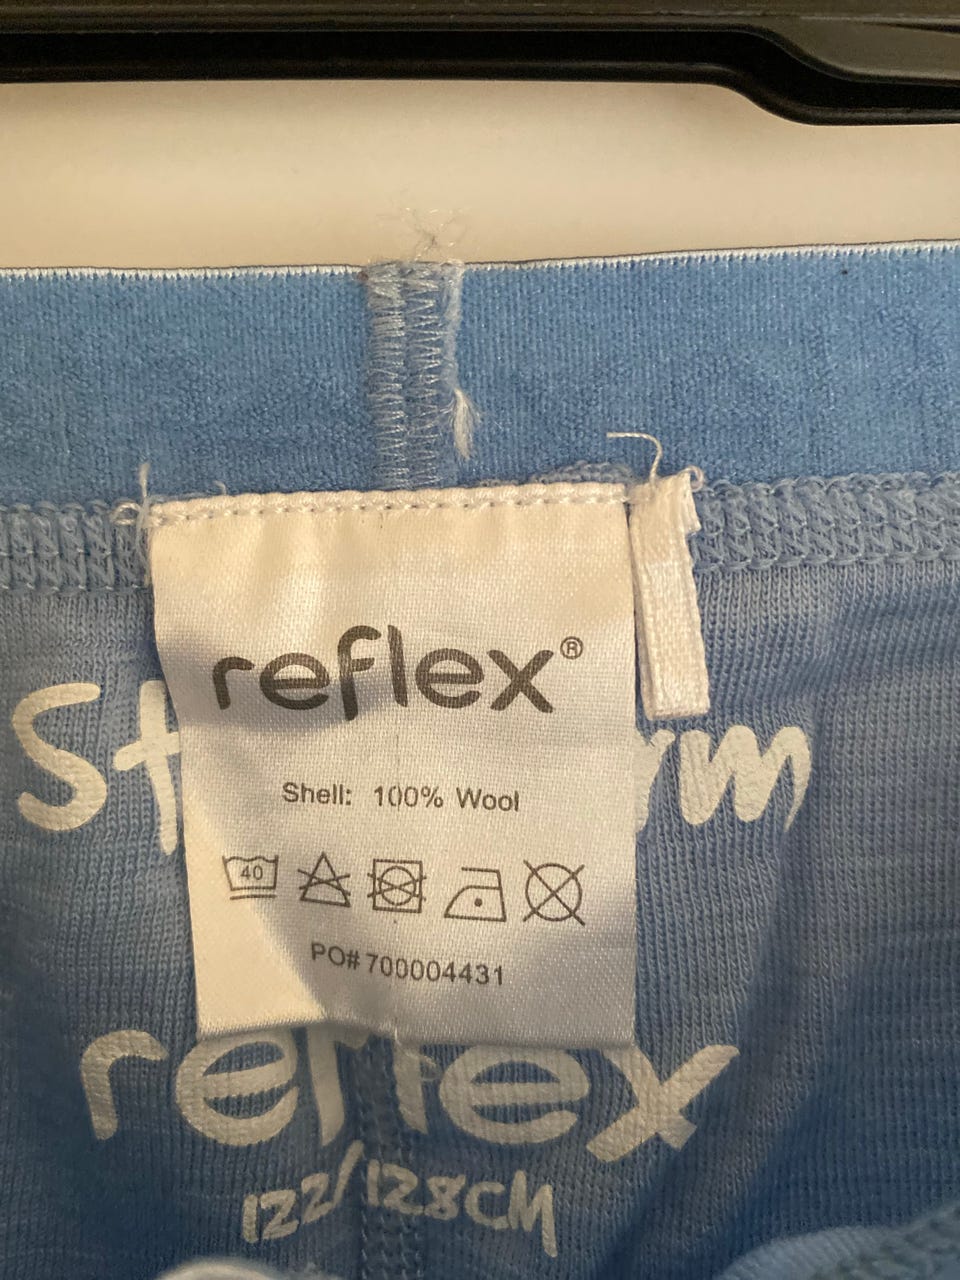 reflex®
Shell: 100% Wool
40
PO# 700004431
reflex
122/128CM